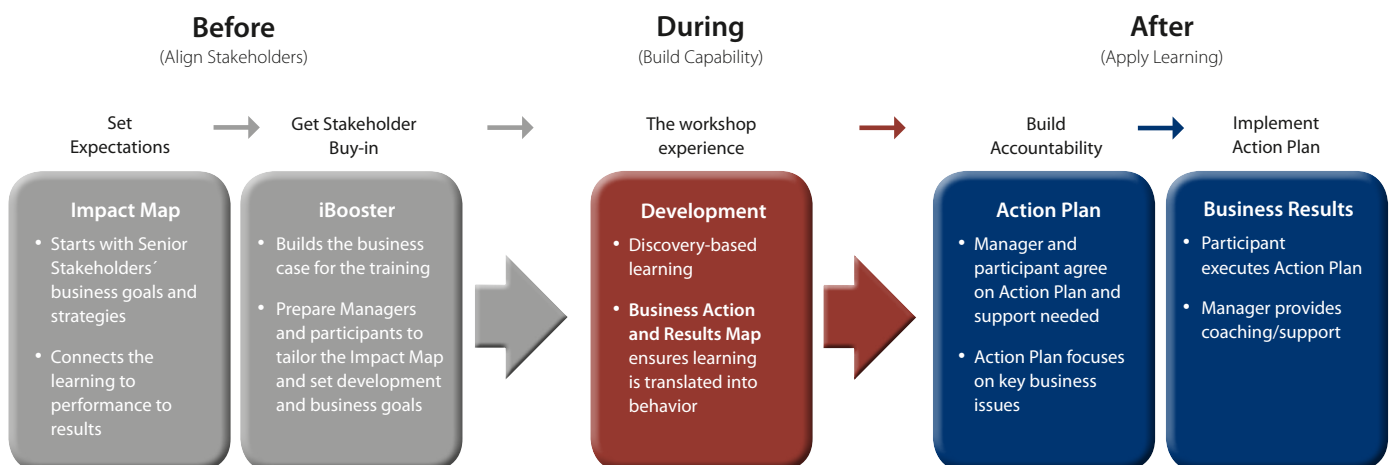 Before
(Align Stakeholders)
During
(Build Capability)
After
(Apply Learning)
Set
Expectations
Get Stakeholder
Buy-in
The workshop
experience
Build
Accountability
Implement
Action Plan
Impact Map
• Starts with Senior
Stakeholders´
business goals and
strategies
• Connects the
learning to
performance to
results
iBooster
• Builds the business
case for the training
• Prepare Managers
and participants to
tailor the Impact Map
and set development
and business goals
Development
• Discovery-based
learning
• Business Action
and Results Map
ensures learning
is translated into
behavior
Action Plan
• Manager and
participant agree
on Action Plan and
support needed
• Action Plan focuses
on key business
issues
Business Results
• Participant
executes Action Plan
• Manager provides
coaching/support